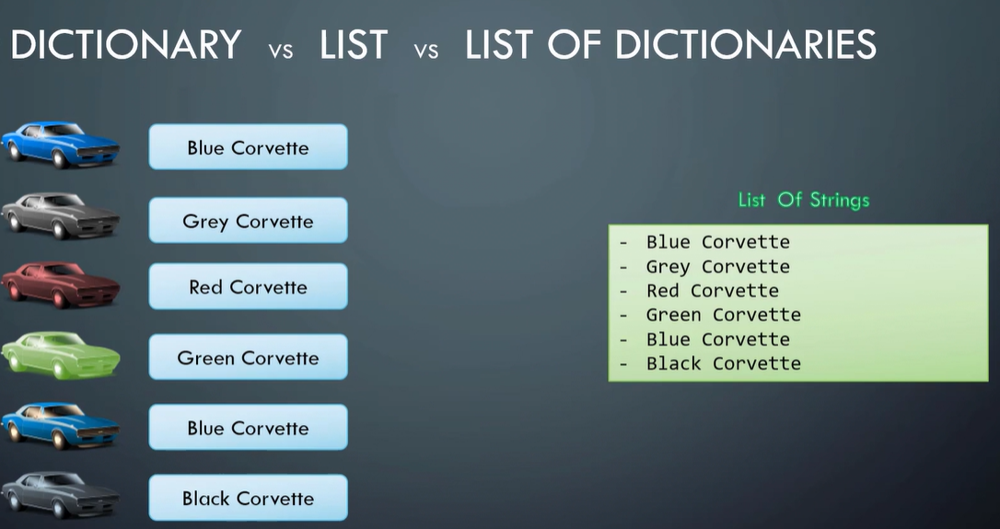 DICTIONARY vs LIST vs LIST OF DICTIONARIES
Blue Corvette
Grey Corvette
Red Corvette
Green Corvette
Blue Corvette
Black Corvette
List Of Strings
- Blue Corvette
- Grey Corvette
- Red Corvette
- Green Corvette
- Blue Corvette
- Black Corvette